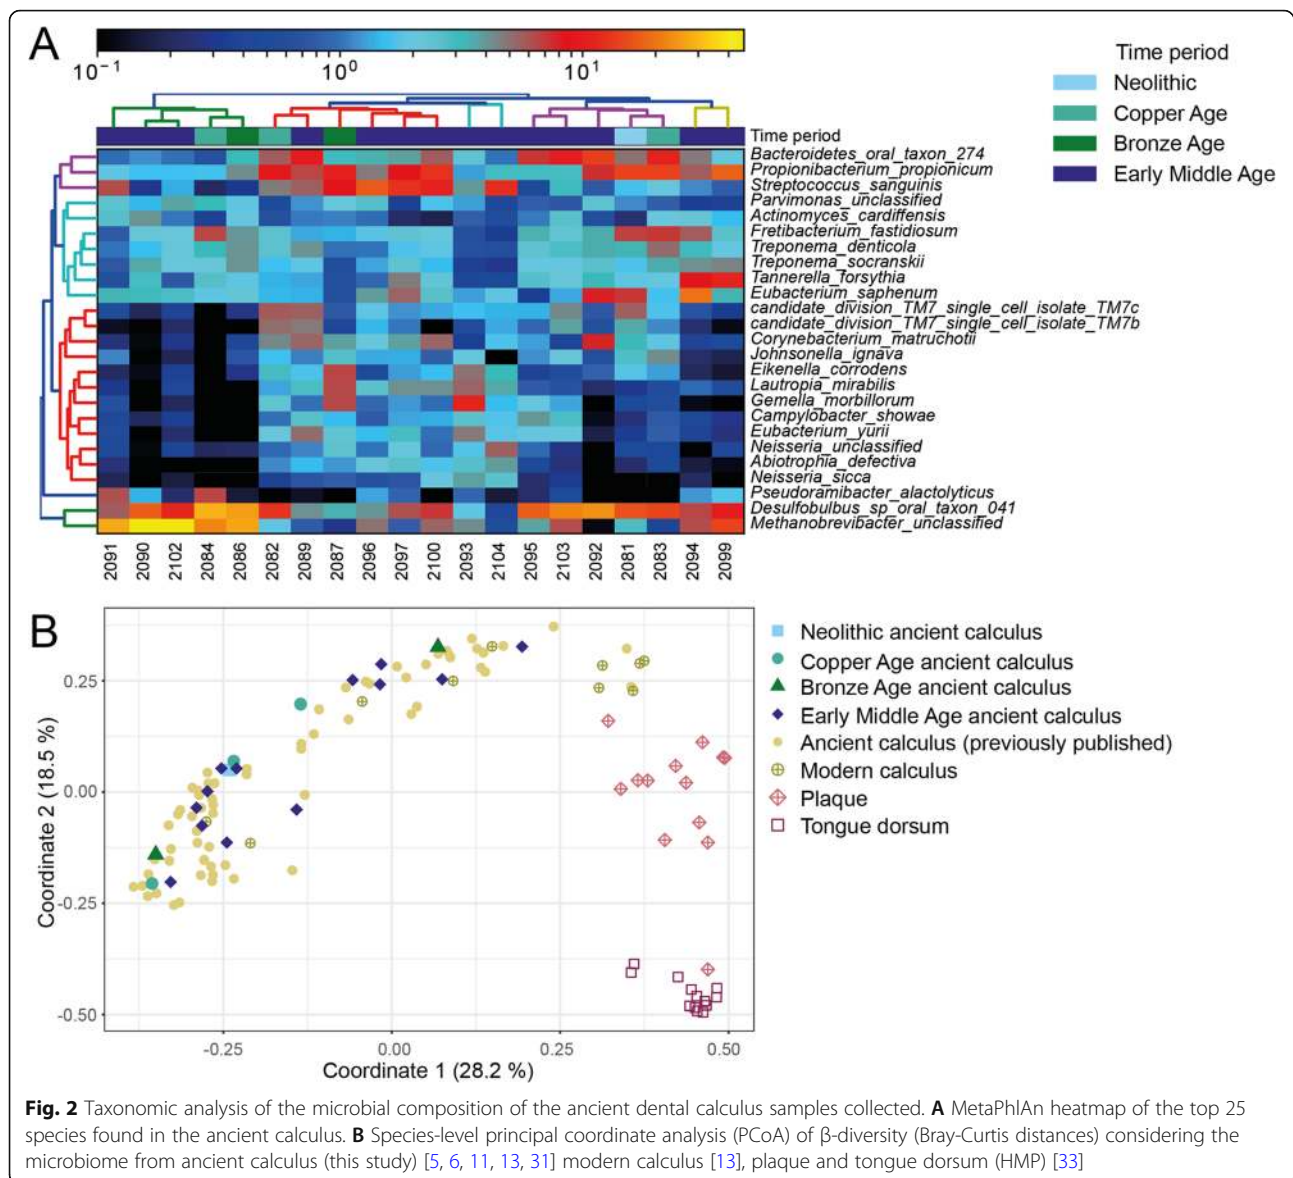 A
10^-1 10^0 10^1
Time period
Neolithic
Copper Age
Bronze Age
Early Middle Age
Time period
Bacteroidetes_oral_taxon_274
Propionibacterium_propionicum
Streptococcus_sanguinis
Parvimonas_unclassified
Actinomyces_cardiffensis
Fretibacterium_fastidiosum
Treponema_denticola
Treponema_socranskii
Tannerella_forsythia
Eubacterium_saphenum
candidate_division_TM7_single_cell_isolate_TM7c
candidate_division_TM7_single_cell_isolate_TM7b
Corynebacterium_matruchotii
Johnsonella_ignava
Eikenella_corrodens
Lautropia_mirabilis
Gemella_morbillorum
Campylobacter_showae
Eubacterium_yurii
Neisseria_unclassified
Abiotrophia_defectiva
Neisseria_sicca
Pseudoramibacter_alactolyticus
Desulfobulbus_sp_oral_taxon_041
Methanobrevibacter_unclassified
2091 2090 2102 2084 2086 2082 2089 2087 2096 2097 2100 2093 2104 2095 2103 2092 2081 2083 2094 2099
B
Coordinate 2 (18.5 %)
0.25
0.00
-0.25
-0.50
-0.25 0.00 0.25 0.50
Coordinate 1 (28.2 %)
Neolithic ancient calculus
Copper Age ancient calculus
Bronze Age ancient calculus
Early Middle Age ancient calculus
Ancient calculus (previously published)
Modern calculus
Plaque
Tongue dorsum
Fig. 2 Taxonomic analysis of the microbial composition of the ancient dental calculus samples collected. A MetaPhlAn heatmap of the top 25
species found in the ancient calculus. B Species-level principal coordinate analysis (PCoA) of β-diversity (Bray-Curtis distances) considering the
microbiome from ancient calculus (this study) [5, 6, 11, 13, 31] modern calculus [13], plaque and tongue dorsum (HMP) [33]